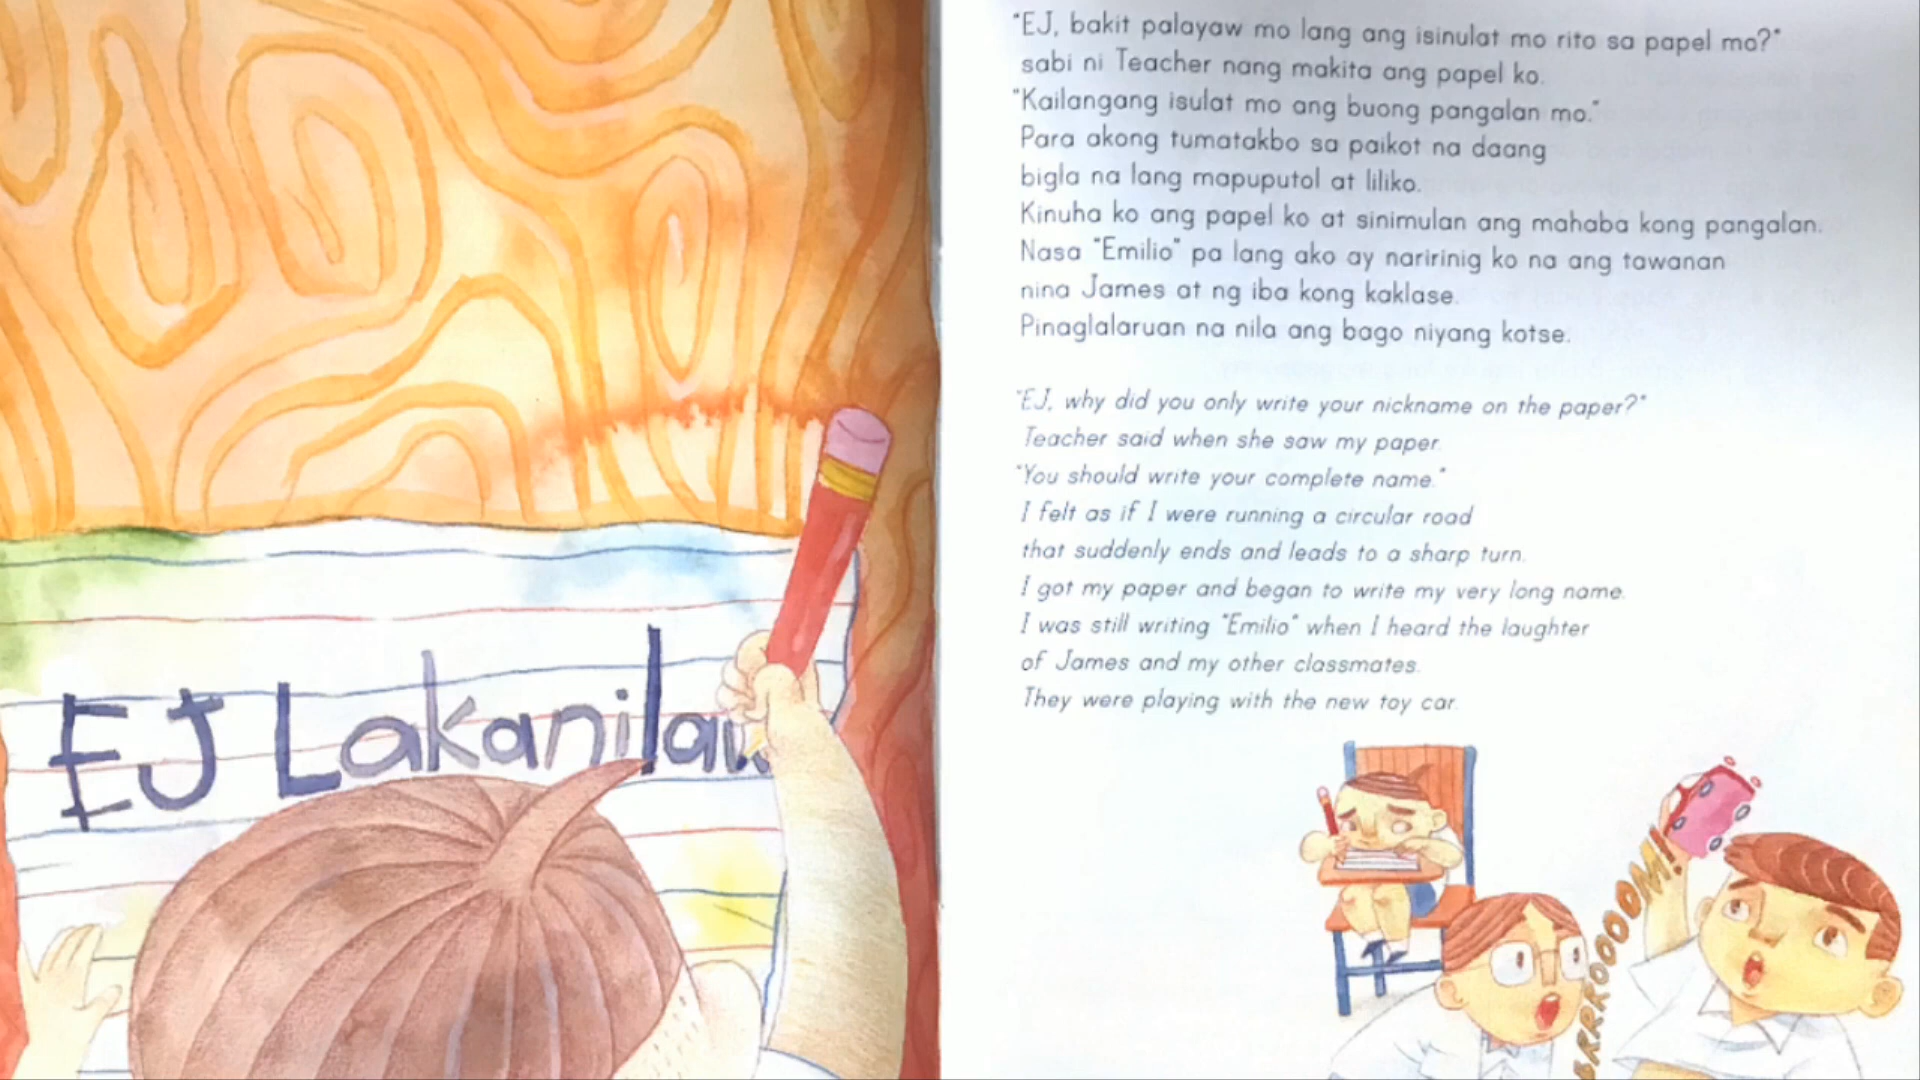 EJ Lakanilaw
"EJ, bakit palayaw mo lang ang isinulat mo rito sa papel mo?"
sabi ni Teacher nang makita ang papel ko.
"Kailangang isulat mo ang buong pangalan mo."
Para akong tumatakbo sa paikot na daang
bigla na lang mapuputol at liliko.
Kinuha ko ang papel ko at sinimulan ang mahaba kong pangalan.
Nasa "Emilio" pa lang ako ay naririnig ko na ang tawanan
nina James at ng iba kong kaklase.
Pinaglalaruan na nila ang bago niyang kotse.
"EJ, why did you only write your nickname on the paper?"
Teacher said when she saw my paper.
"You should write your complete name."
I felt as if I were running a circular road
that suddenly ends and leads to a sharp turn.
I got my paper and began to write my very long name.
I was still writing "Emilio" when I heard the laughter
of James and my other classmates.
They were playing with the new toy car.
BRRROOOOM!